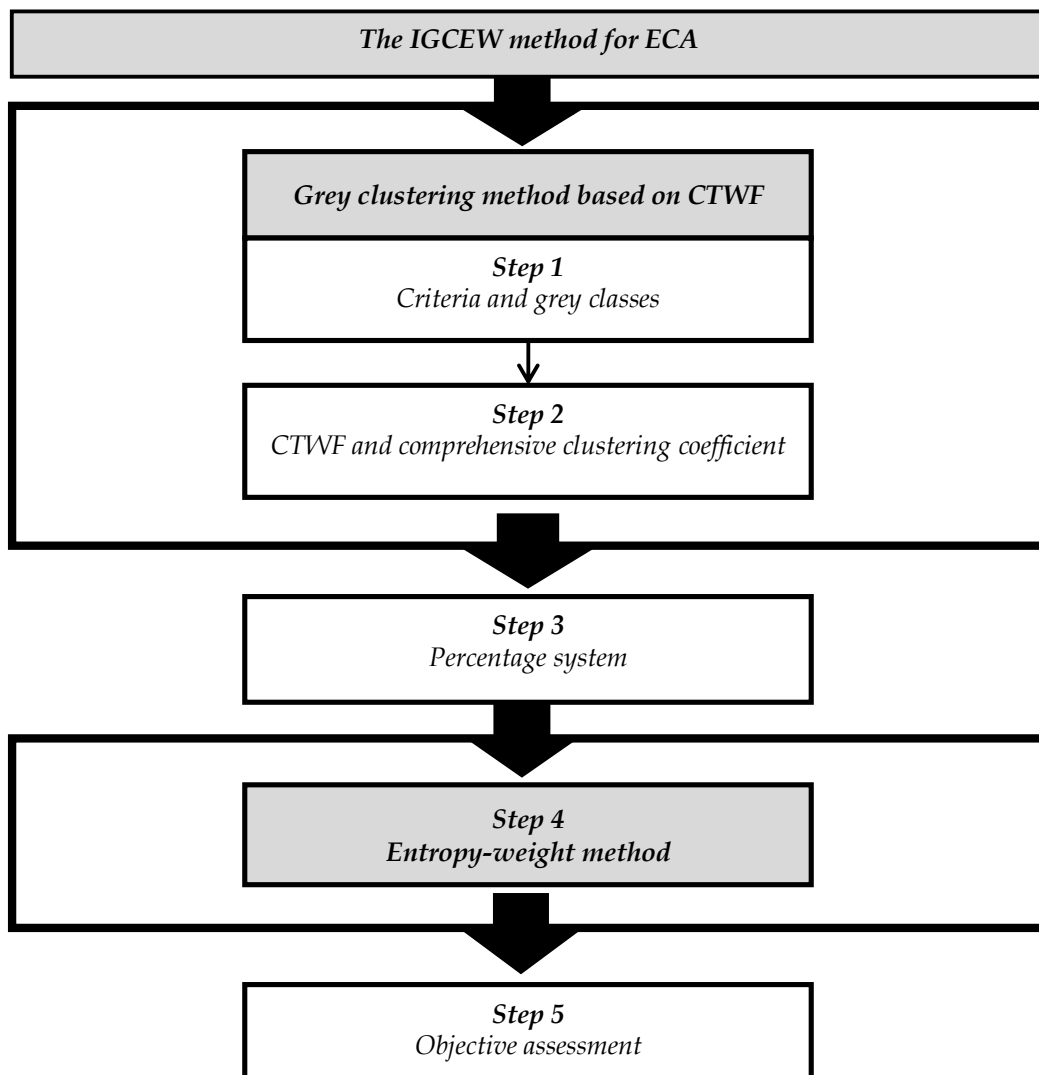 The IGCEW method for ECA
Grey clustering method based on CTWF
Step 1
Criteria and grey classes
Step 2
CTWF and comprehensive clustering coefficient
Step 3
Percentage system
Step 4
Entropy-weight method
Step 5
Objective assessment